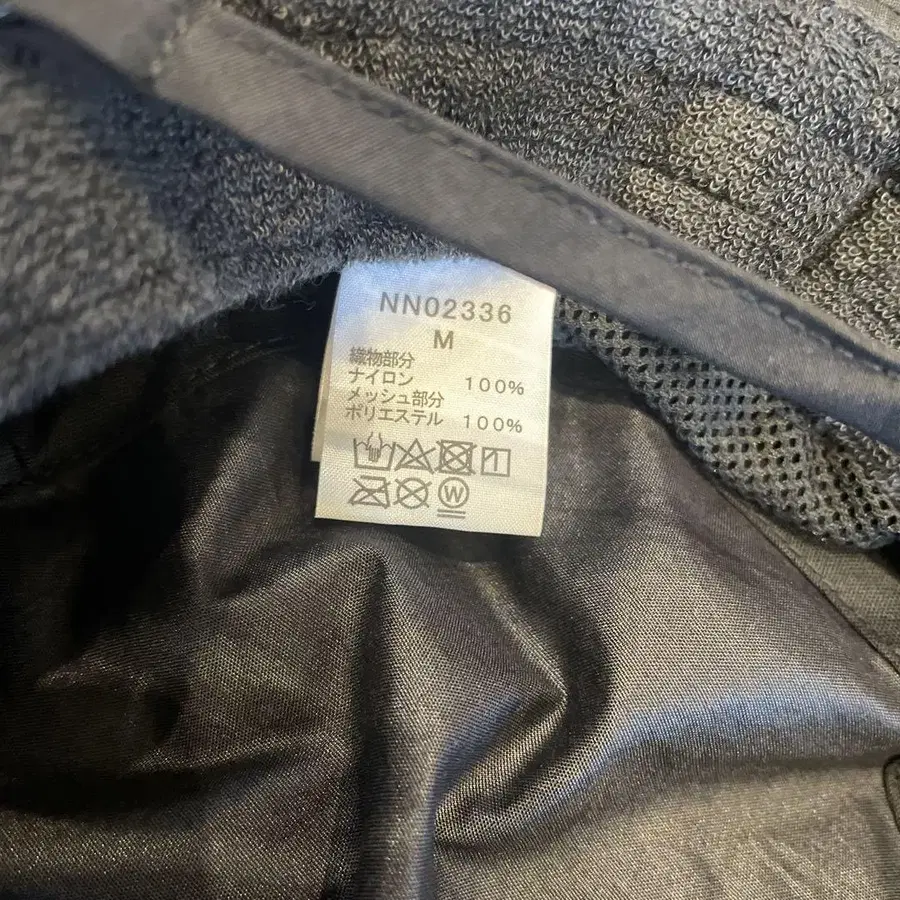 NN02336
M
織物部分
ナイロン 100%
メッシュ部分
ポリエステル 100%
W